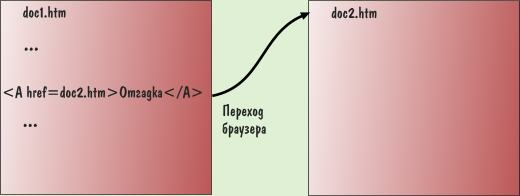 doc1.htm
...
<A href=doc2.htm>Отгадка</A>
...
Переход
браузера
doc2.htm